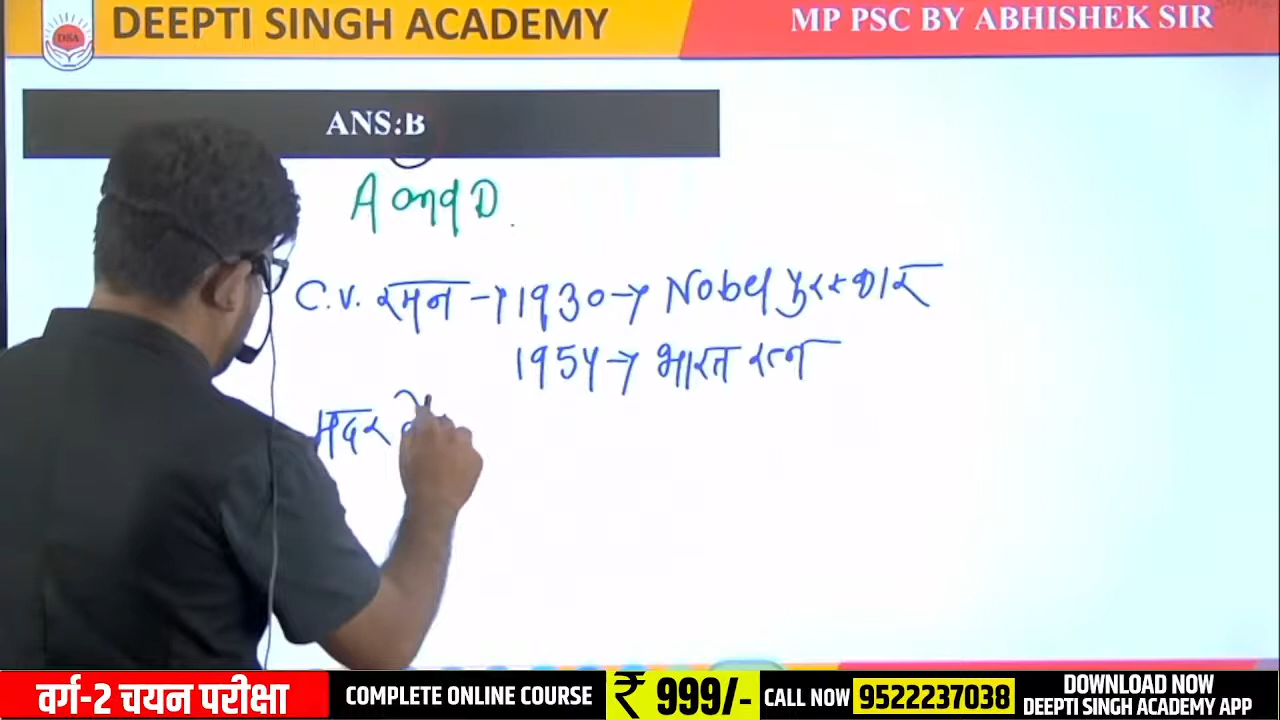 DEEPTI SINGH ACADEMY
MP PSC BY ABHISHEK SIR
DSA
ANS:B
A and D.
C.V. रमन → 1930 → Nobel पुरस्कार
1954 → भारत रत्न
मदर
वर्ग-2 चयन परीक्षा
COMPLETE ONLINE COURSE
₹ 999/-
CALL NOW 9522237038
DOWNLOAD NOW
DEEPTI SINGH ACADEMY APP